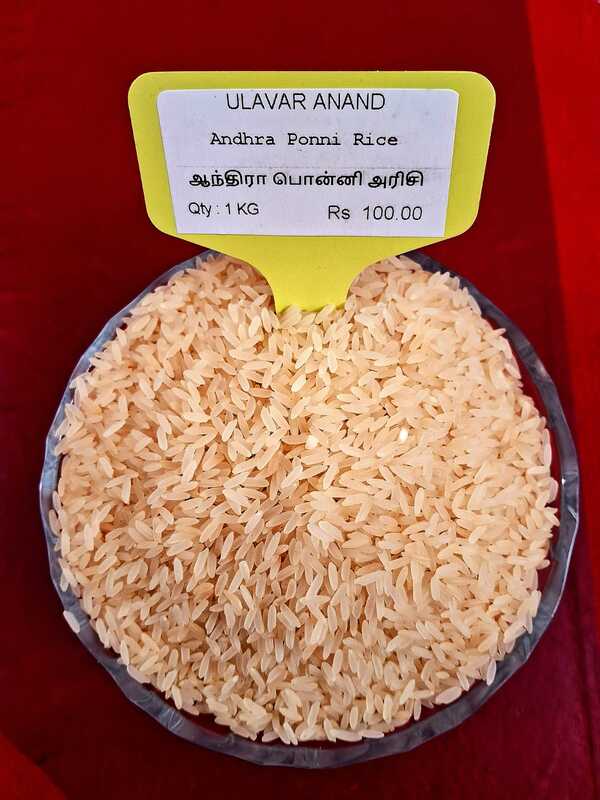 ULAVAR ANAND
Andhra Ponni Rice
ஆந்திரா பொன்னி அரிசி
Qty : 1 KG Rs 100.00